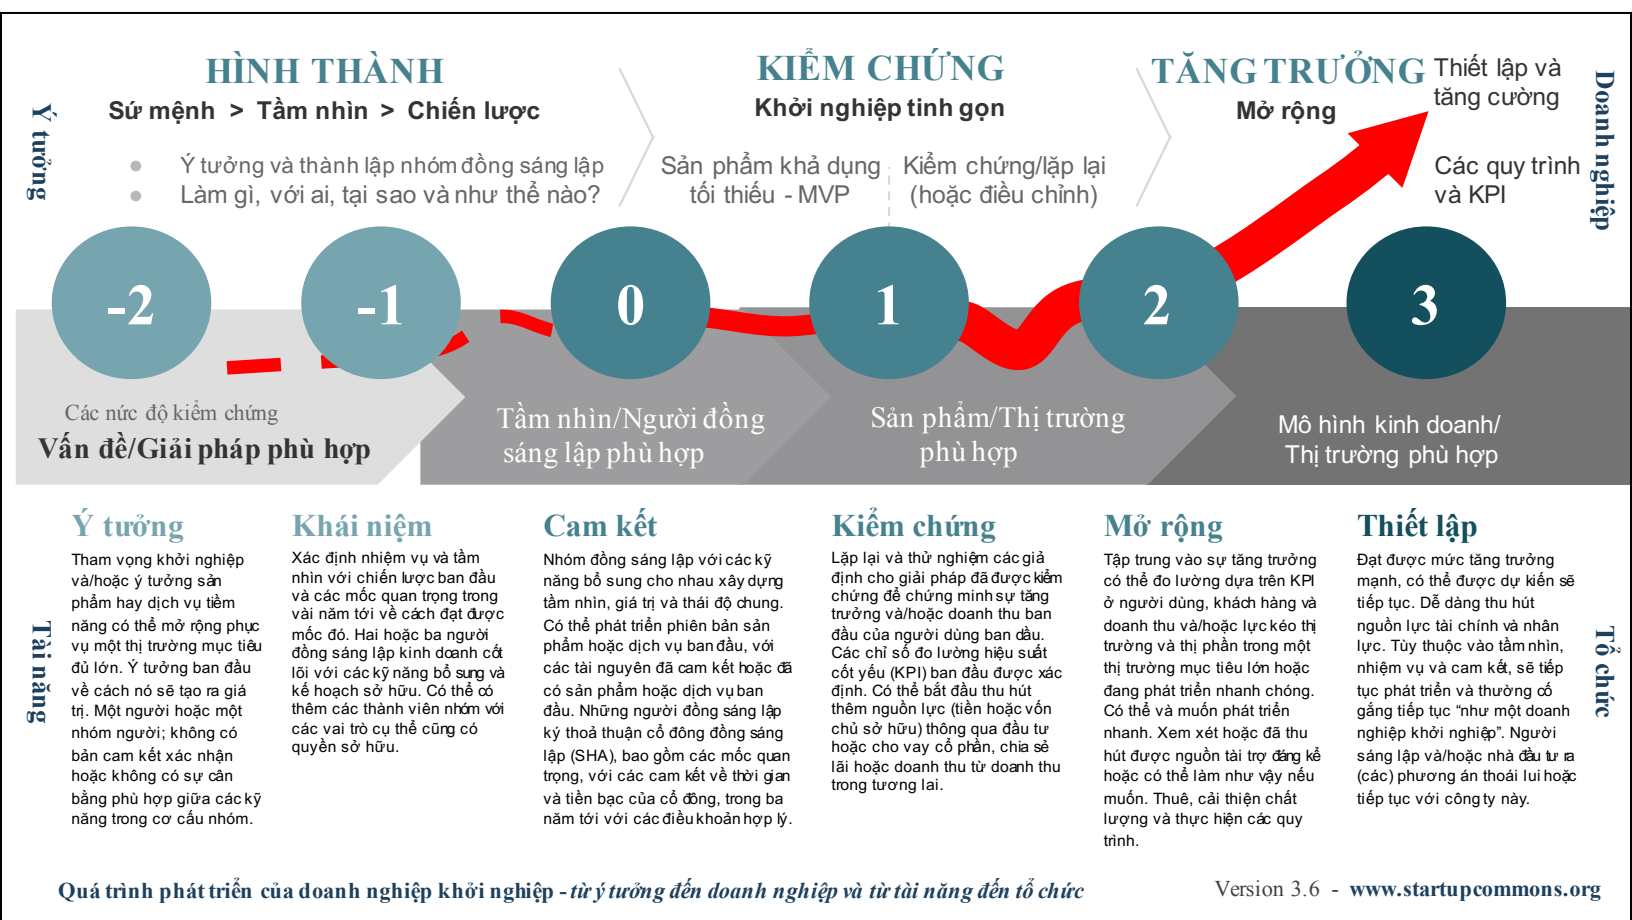 HÌNH THÀNH
Sứ mệnh > Tầm nhìn > Chiến lược
● Ý tưởng và thành lập nhóm đồng sáng lập
● Làm gì, với ai, tại sao và như thế nào?
KIỂM CHỨNG
Khởi nghiệp tinh gọn
Sản phẩm khả dụng
tối thiếu - MVP
Kiểm chứng/lặp lại
(hoặc điều chỉnh)
TĂNG TRƯỞNG
Mở rộng
Thiết lập và
tăng cường
Các quy trình
và KPI
Ý tưởng
Doanh nghiệp
-2
-1
0
1
2
3
Các nức độ kiểm chứng
Vấn đề/Giải pháp phù hợp
Tầm nhìn/Người đồng
sáng lập phù hợp
Sản phẩm/Thị trường
phù hợp
Mô hình kinh doanh/
Thị trường phù hợp
Tài năng
Tổ chức
Ý tưởng
Tham vọng khởi nghiệp
và/hoặc ý tưởng sản
phẩm hay dịch vụ tiềm
năng có thể mở rộng phục
vụ một thị trường mục tiêu
đủ lớn. Ý tưởng ban đầu
về cách nó sẽ tạo ra giá
trị. Một người hoặc một
nhóm người; không có
bản cam kết xác nhận
hoặc không có sự cân
bằng phù hợp giữa các kỹ
năng trong cơ cấu nhóm.
Khái niệm
Xác định nhiệm vụ và tầm
nhìn với chiến lược ban đầu
và các mốc quan trọng trong
vài năm tới về cách đạt được
mốc đó. Hai hoặc ba người
đồng sáng lập kinh doanh cốt
lõi với các kỹ năng bổ sung và
kế hoạch sở hữu. Có thể có
thêm các thành viên nhóm với
các vai trò cụ thể cũng có
quyền sở hữu.
Cam kết
Nhóm đồng sáng lập với các kỹ
năng bổ sung cho nhau xây dựng
tầm nhìn, giá trị và thái độ chung.
Có thể phát triển phiên bản sản
phẩm hoặc dịch vụ ban đầu, với
các tài nguyên đã cam kết hoặc đã
có sản phẩm hoặc dịch vụ ban
đầu. Những người đồng sáng lập
ký thoả thuận cổ đông đồng sáng
lập (SHA), bao gồm các mốc quan
trọng, với các cam kết về thời gian
và tiền bạc của cổ đông, trong ba
năm tới với các điều khoản hợp lý.
Kiểm chứng
Lặp lại và thử nghiệm các giả
định cho giải pháp đã được kiểm
chứng để chứng minh sự tăng
trưởng và/hoặc doanh thu ban
đầu của người dùng ban đầu.
Các chỉ số đo lường hiệu suất
cốt yếu (KPI) ban đầu được xác
định. Có thể bắt đầu thu hút
thêm nguồn lực (tiền hoặc vốn
chủ sở hữu) thông qua đầu tư
hoặc cho vay cổ phần, chia sẻ
lãi hoặc doanh thu từ doanh thu
trong tương lai.
Mở rộng
Tập trung vào sự tăng trưởng
có thể đo lường dựa trên KPI
ở người dùng, khách hàng và
doanh thu và/hoặc lực kéo thị
trường và thị phần trong một
thị trường mục tiêu lớn hoặc
đang phát triển nhanh chóng.
Có thể và muốn phát triển
nhanh. Xem xét hoặc đã thu
hút được nguồn tài trợ đáng kể
hoặc có thể làm như vậy nếu
muốn. Thuê, cải thiện chất
lượng và thực hiện các quy
trình.
Thiết lập
Đạt được mức tăng trưởng
mạnh, có thể được dự kiến sẽ
tiếp tục. Dễ dàng thu hút
nguồn lực tài chính và nhân
lực. Tùy thuộc vào tầm nhìn,
nhiệm vụ và cam kết, sẽ tiếp
tục phát triển và thường cố
gắng tiếp tục “như một doanh
nghiệp khởi nghiệp”. Người
sáng lập và/hoặc nhà đầu tư ra
(các) phương án thoái lui hoặc
tiếp tục với công ty này.
Quá trình phát triển của doanh nghiệp khởi nghiệp - từ ý tưởng đến doanh nghiệp và từ tài năng đến tổ chức
Version 3.6 - www.startupcommons.org